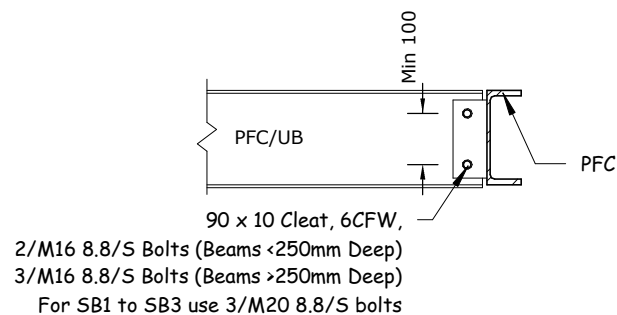 Min 100
PFC/UB
PFC
90 x 10 Cleat, 6CFW,
2/M16 8.8/S Bolts (Beams <250mm Deep)
3/M16 8.8/S Bolts (Beams >250mm Deep)
For SB1 to SB3 use 3/M20 8.8/S bolts